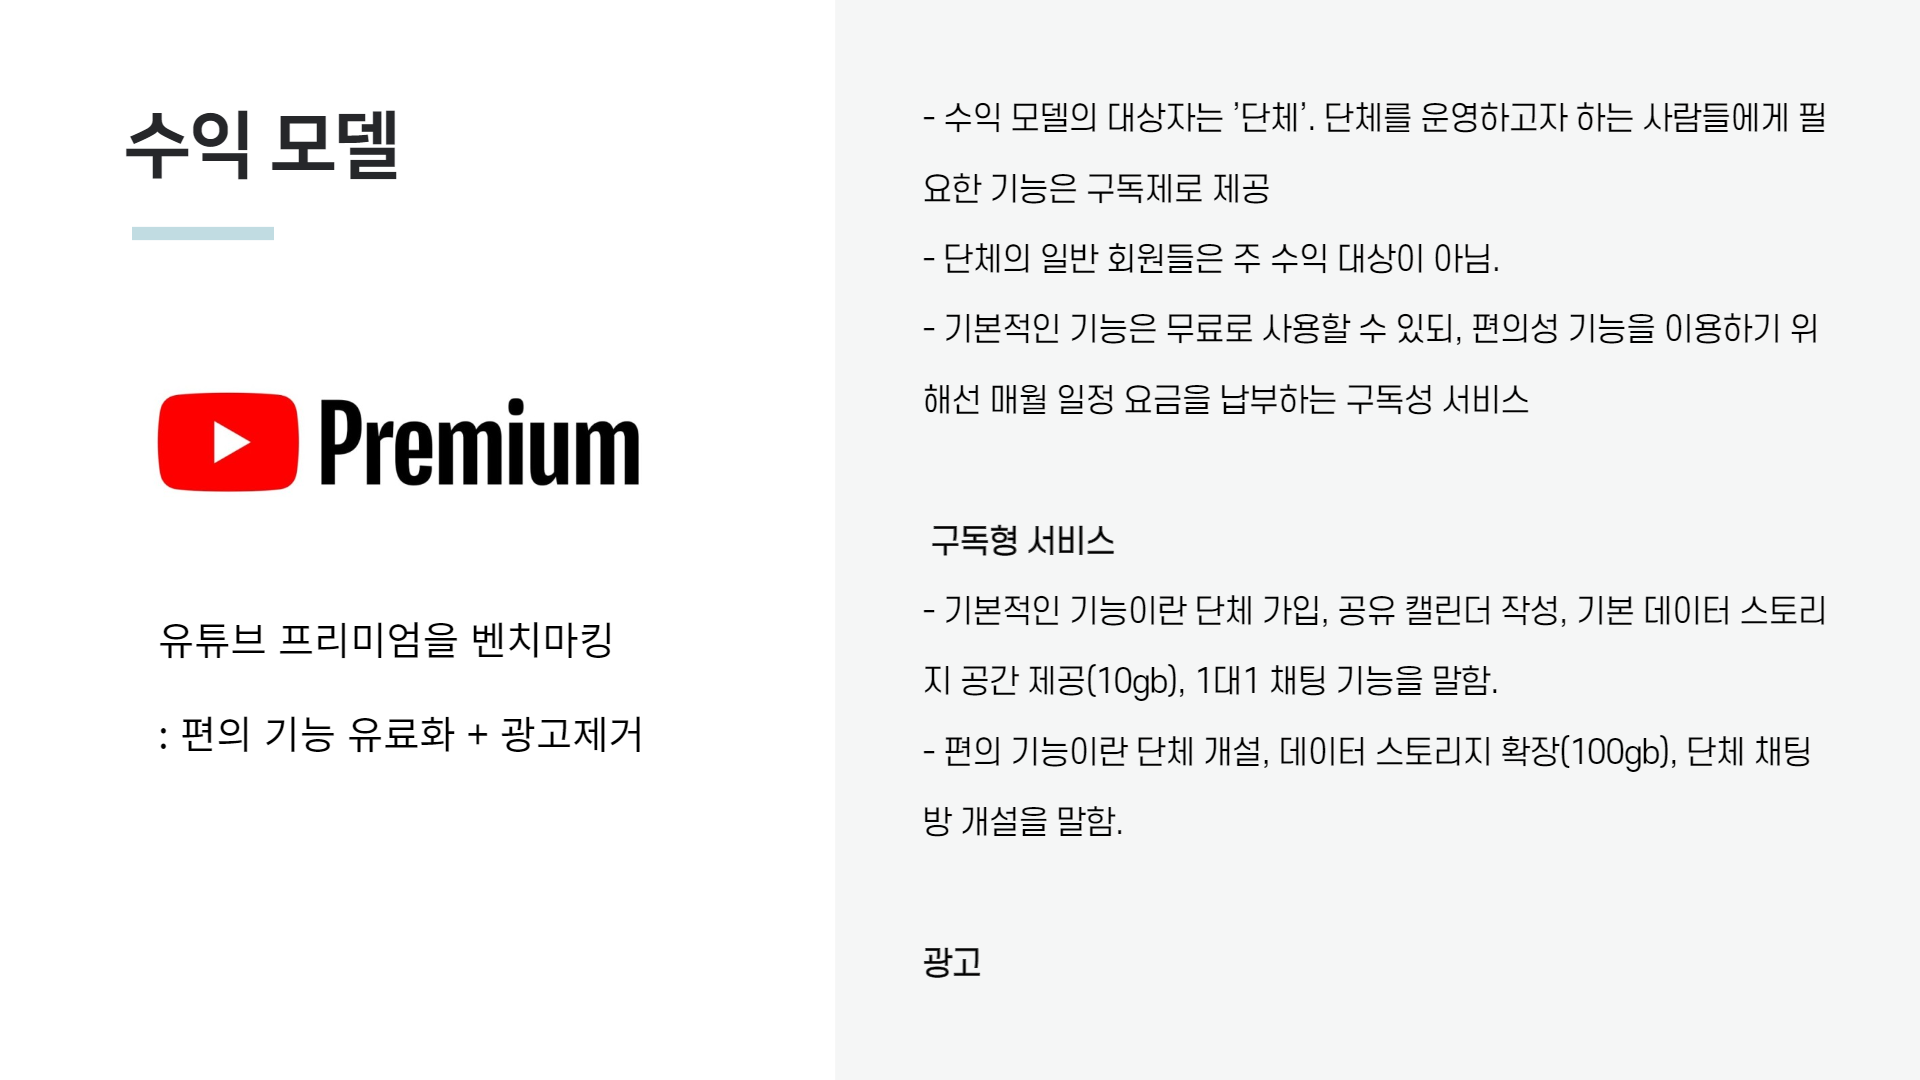 수익 모델
Premium
유튜브 프리미엄을 벤치마킹
: 편의 기능 유료화 + 광고제거
- 수익 모델의 대상자는 ’단체’. 단체를 운영하고자 하는 사람들에게 필
요한 기능은 구독제로 제공
- 단체의 일반 회원들은 주 수익 대상이 아님.
- 기본적인 기능은 무료로 사용할 수 있되, 편의성 기능을 이용하기 위
해선 매월 일정 요금을 납부하는 구독성 서비스
구독형 서비스
- 기본적인 기능이란 단체 가입, 공유 캘린더 작성, 기본 데이터 스토리
지 공간 제공(10gb), 1대1 채팅 기능을 말함.
- 편의 기능이란 단체 개설, 데이터 스토리지 확장(100gb), 단체 채팅
방 개설을 말함.
광고